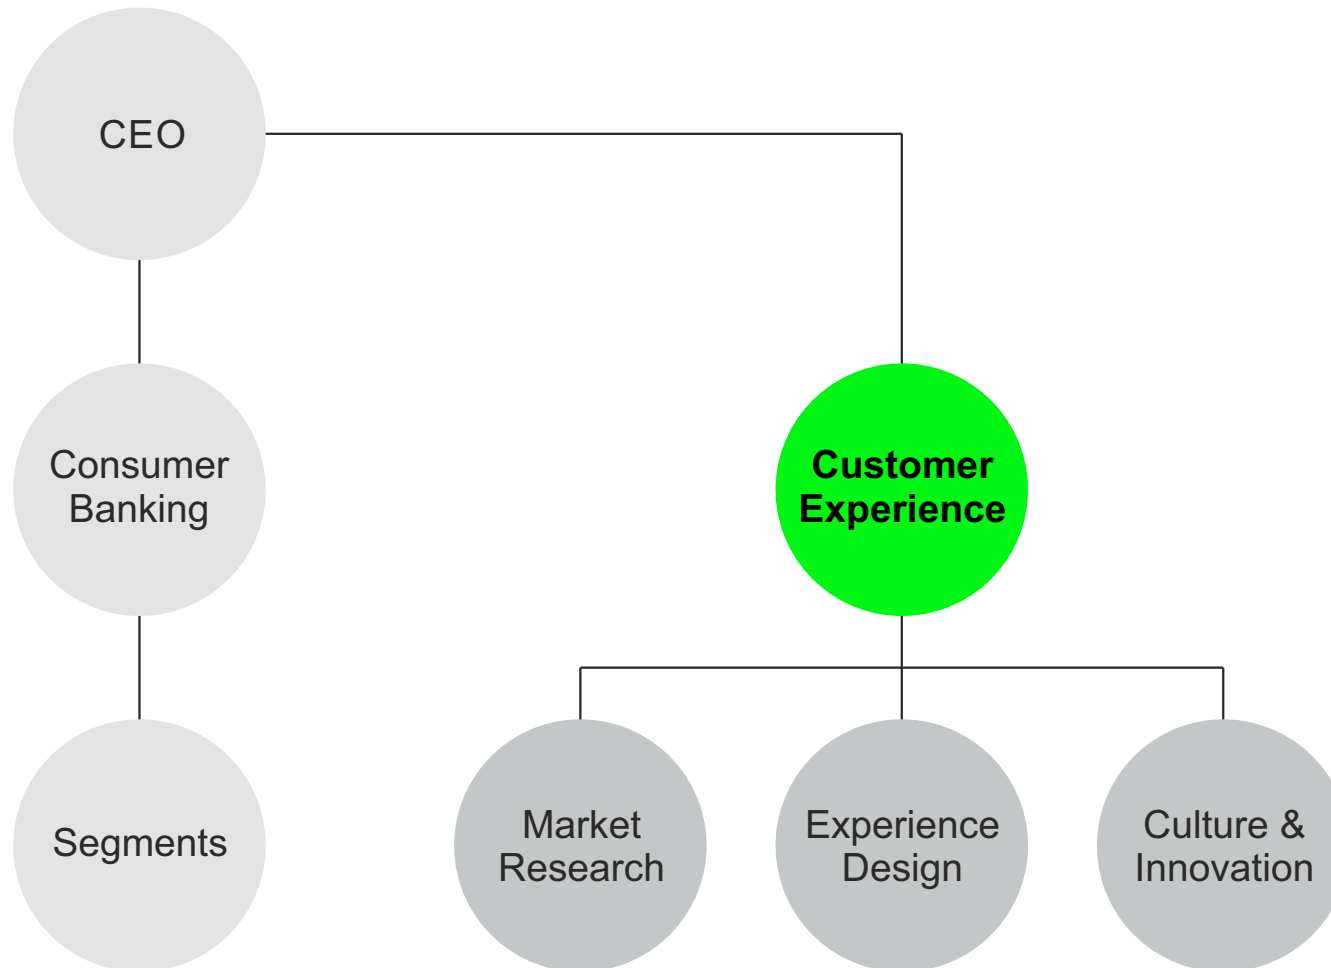 CEO
Consumer
Banking
Customer
Experience
Segments
Market
Research
Experience
Design
Culture &
Innovation